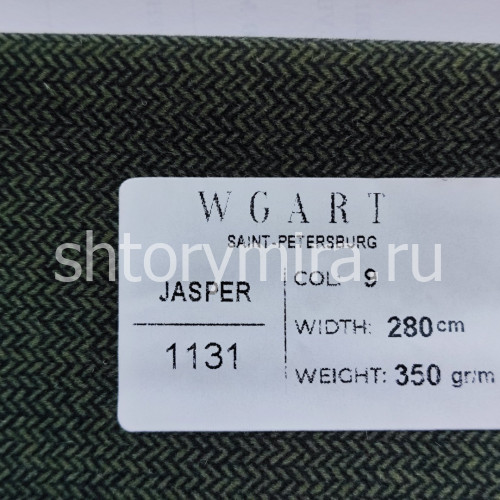 WGART
SAINT-PETERSBURG
shtorymira.ru
JASPER
1131
COL: 9
WIDTH: 280 cm
WEIGHT: 350 gr/m